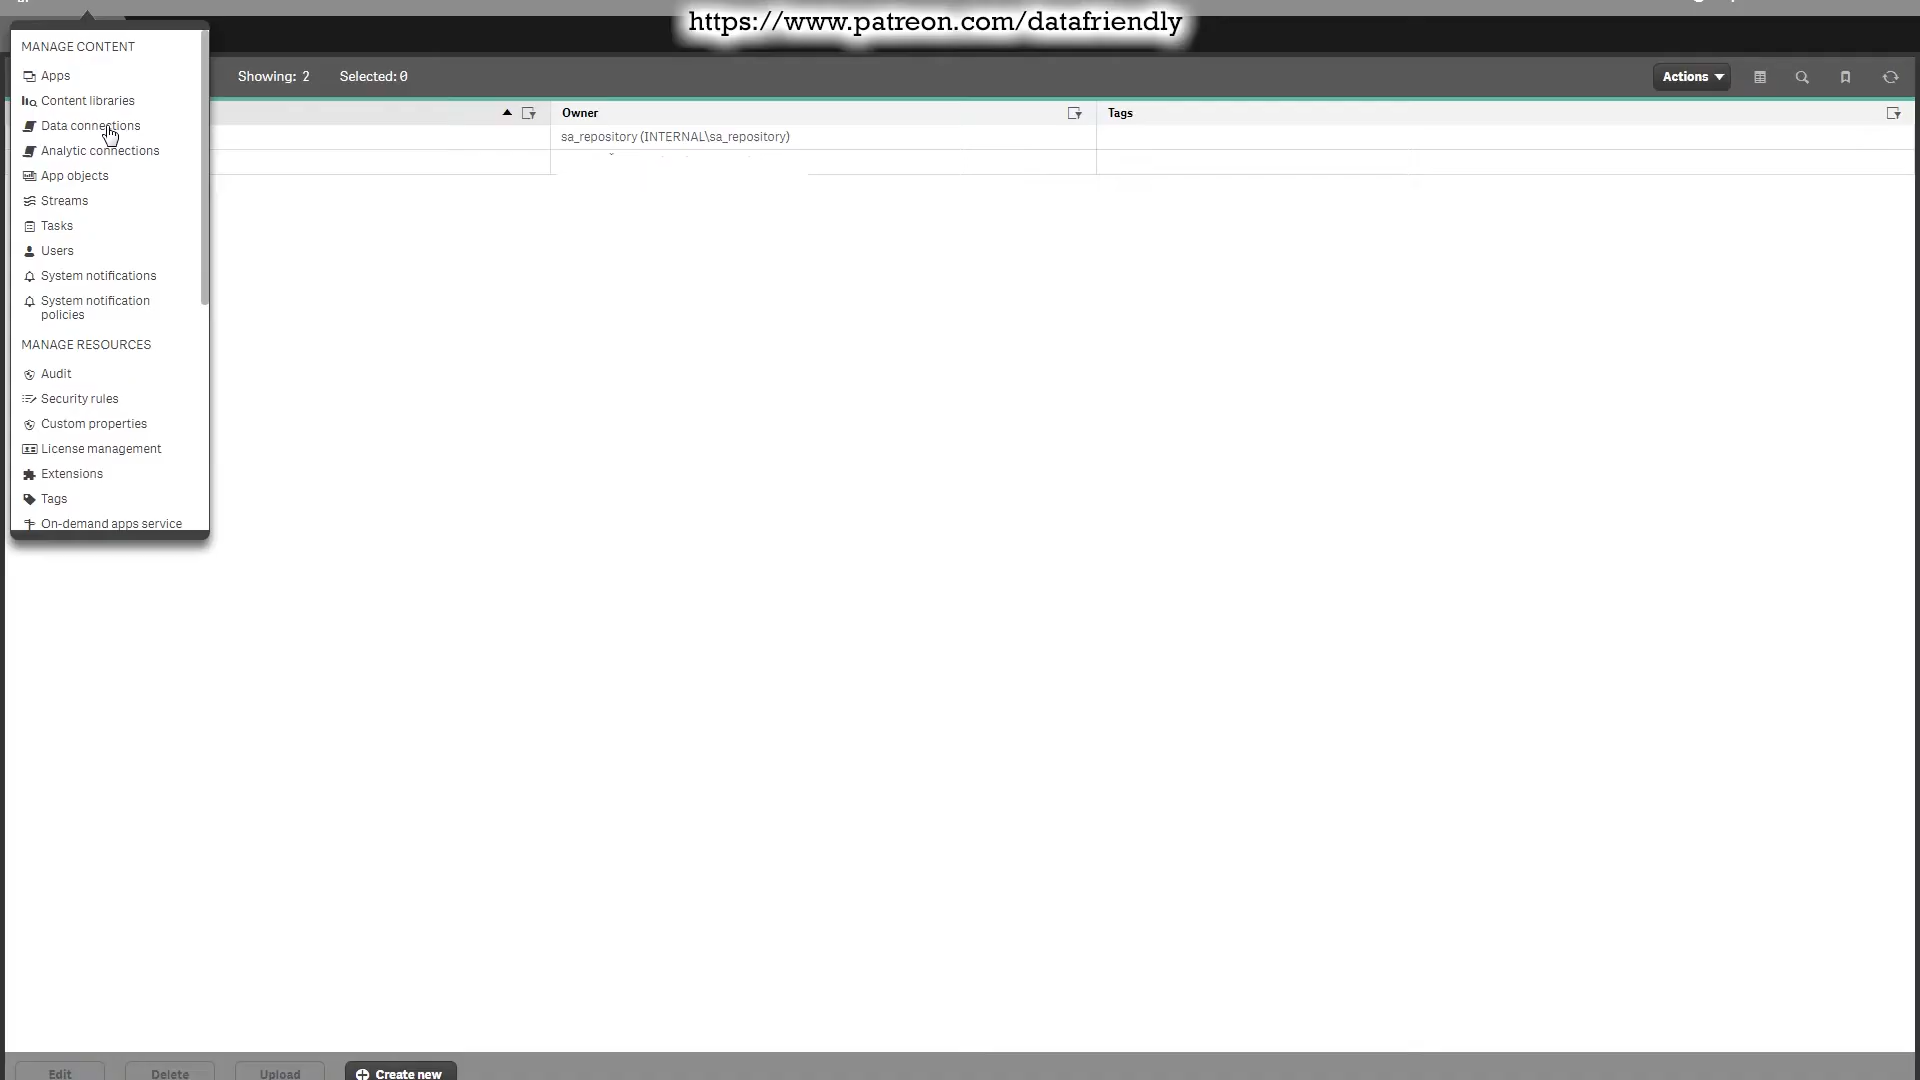 https://www.patreon.com/datafriendly
MANAGE CONTENT
Apps
Content libraries
Data connections
Analytic connections
App objects
Streams
Tasks
Users
System notifications
System notification
policies
MANAGE RESOURCES
Audit
Security rules
Custom properties
License management
Extensions
Tags
On-demand apps service
Showing: 2
Selected: 0
Actions
Owner
Tags
sa_repository (INTERNAL\sa_repository)
Edit
Delete
Upload
Create new